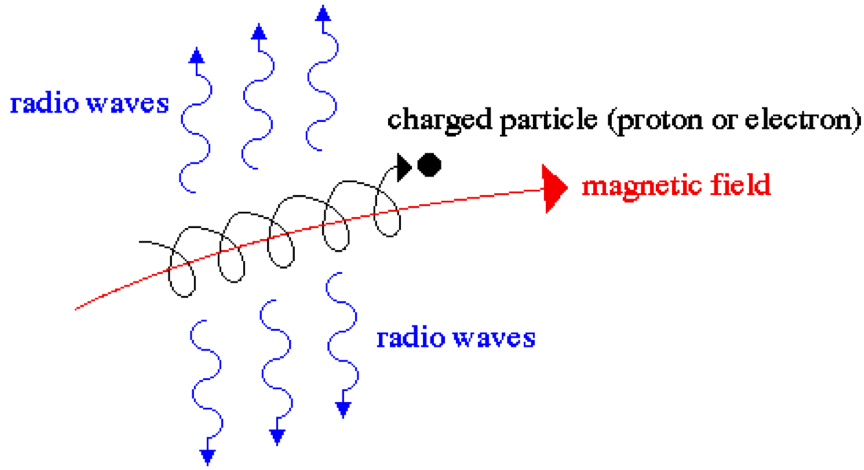 radio waves
charged particle (proton or electron)
magnetic field
radio waves